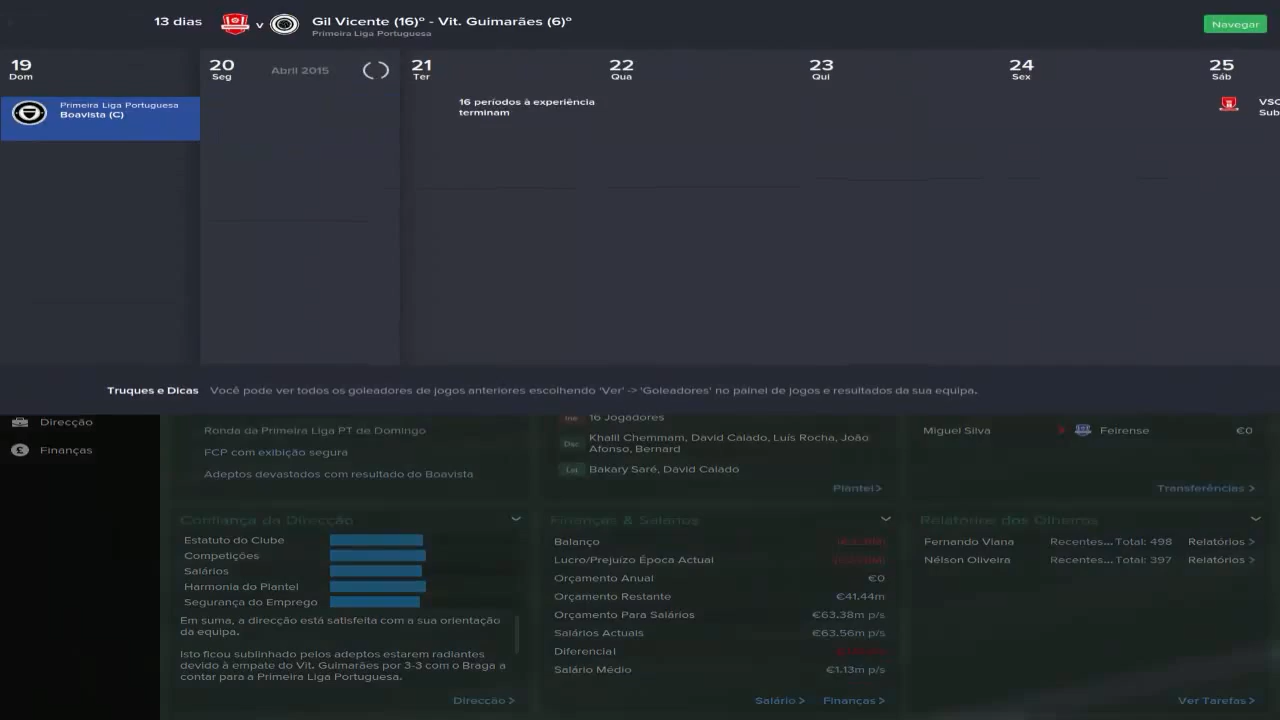 13 dias
v
Gil Vicente (16)º - Vit. Guimarães (6)º
Primeira Liga Portuguesa
Navegar
19
Dom
20
Seg
Abril 2015
21
Ter
22
Qua
23
Qui
24
Sex
25
Sáb
Primeira Liga Portuguesa
Boavista (C)
16 períodos à experiência
terminam
VSC
Sub
Truques e Dicas
Você pode ver todos os goleadores de jogos anteriores escolhendo 'Ver' -> 'Goleadores' no painel de jogos e resultados da sua equipa.
Direcção
Finanças
Ronda da Primeira Liga PT de Domingo
FCP com exibição segura
Adeptos devastados com resultado do Boavista
Ine
16 Jogadores
Dsc
Khalil Chemmam, David Caiado, Luís Rocha, João
Afonso, Bernard
Lei
Bakary Saré, David Caiado
Plantel >
Miguel Silva
Feirense
€0
Transferências >
Confiança da Direcção
Estatuto do Clube
Competições
Salários
Harmonia do Plantel
Segurança do Emprego
Em suma, a direcção está satisfeita com a sua orientação
da equipa.
Isto ficou sublinhado pelos adeptos estarem radiantes
devido à empate do Vit. Guimarães por 3-3 com o Braga a
contar para a Primeira Liga Portuguesa.
Direcção >
Finanças & Salários
Balanço
Lucro/Prejuízo Época Actual
Orçamento Anual
€0
Orçamento Restante
€41.44m
Orçamento Para Salários
€63.38m p/s
Salários Actuais
€63.56m p/s
Diferencial
Salário Médio
€1.13m p/s
Salário >
Finanças >
Relatórios dos Olheiros
Fernando Viana
Recentes... Total: 498
Relatórios >
Nélson Oliveira
Recentes... Total: 397
Relatórios >
Ver Tarefas >